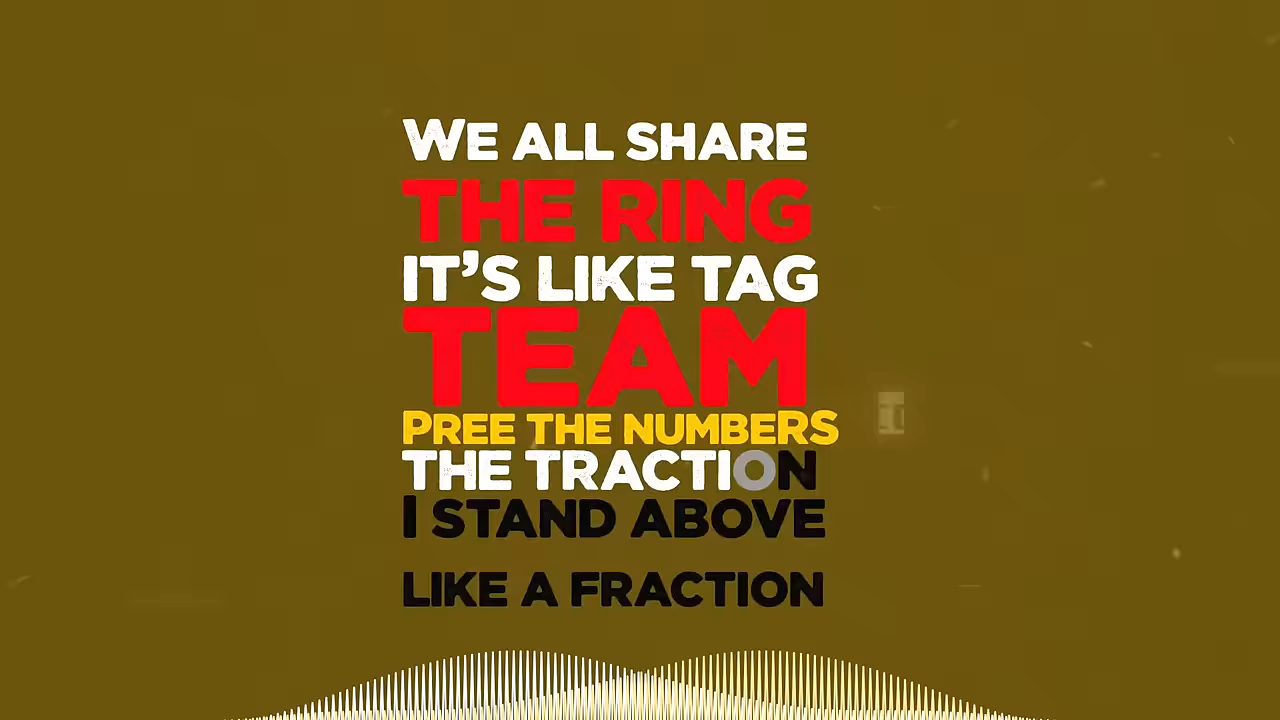 WE ALL SHARE
THE RING
IT'S LIKE TAG
TEAM
PREE THE NUMBERS
THE TRACTION
I STAND ABOVE
LIKE A FRACTION